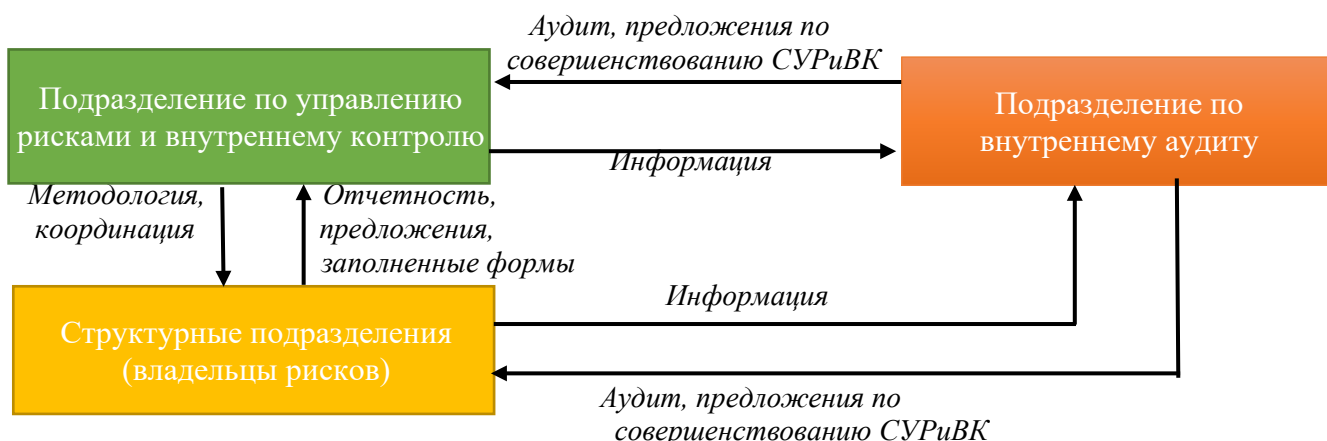 Аудит, предложения по
совершенствованию СУРиВК
Подразделение по управлению
рисками и внутреннему контролю
Подразделение по
внутреннему аудиту
Информация
Методология,
координация
Отчетность,
предложения,
заполненные формы
Информация
Структурные подразделения
(владельцы рисков)
Аудит, предложения по
совершенствованию СУРиВК